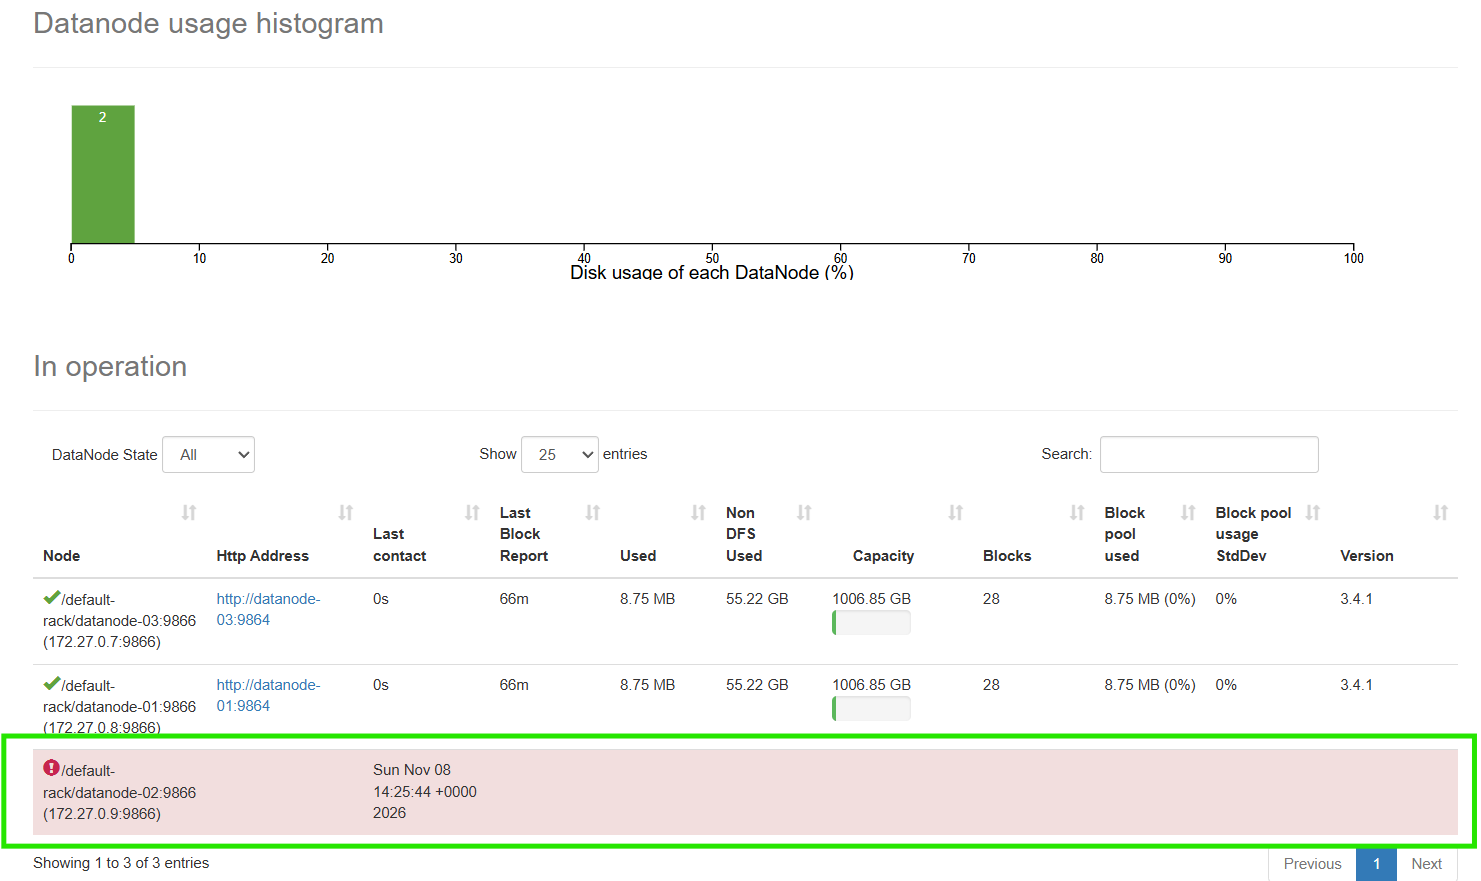 Datanode usage histogram
2
0 10 20 30 40 50 60 70 80 90 100
Disk usage of each DataNode (%)
In operation
DataNode State All
Show 25 entries
Search:
Node Http Address Last contact Last Block Report Used Non DFS Used Capacity Blocks Block pool used Block pool usage StdDev Version
/default-
rack/datanode-03:9866
(172.27.0.7:9866)
http://datanode-
03:9864
0s 66m 8.75 MB 55.22 GB 1006.85 GB 28 8.75 MB (0%) 0% 3.4.1
/default-
rack/datanode-01:9866
(172.27.0.8:9866)
http://datanode-
01:9864
0s 66m 8.75 MB 55.22 GB 1006.85 GB 28 8.75 MB (0%) 0% 3.4.1
/default-
rack/datanode-02:9866
(172.27.0.9:9866)
Sun Nov 08
14:25:44 +0000
2026
Showing 1 to 3 of 3 entries
Previous 1 Next